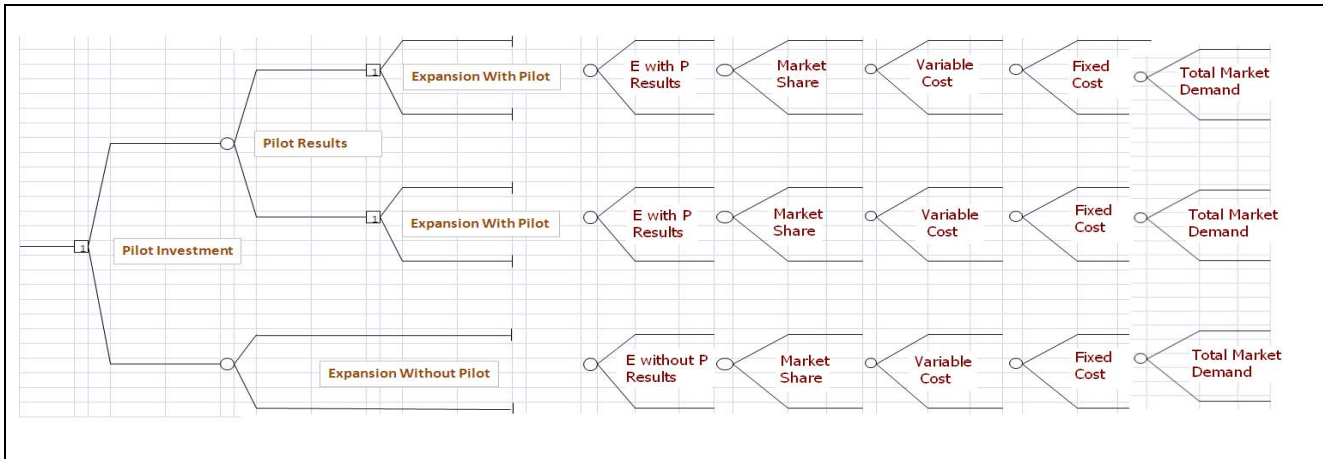 1
Expansion With Pilot
E with P
Results
Market
Share
Variable
Cost
Fixed
Cost
Total Market
Demand
Pilot Results
1
Expansion With Pilot
E with P
Results
Market
Share
Variable
Cost
Fixed
Cost
Total Market
Demand
1
Pilot Investment
Expansion Without Pilot
E without P
Results
Market
Share
Variable
Cost
Fixed
Cost
Total Market
Demand